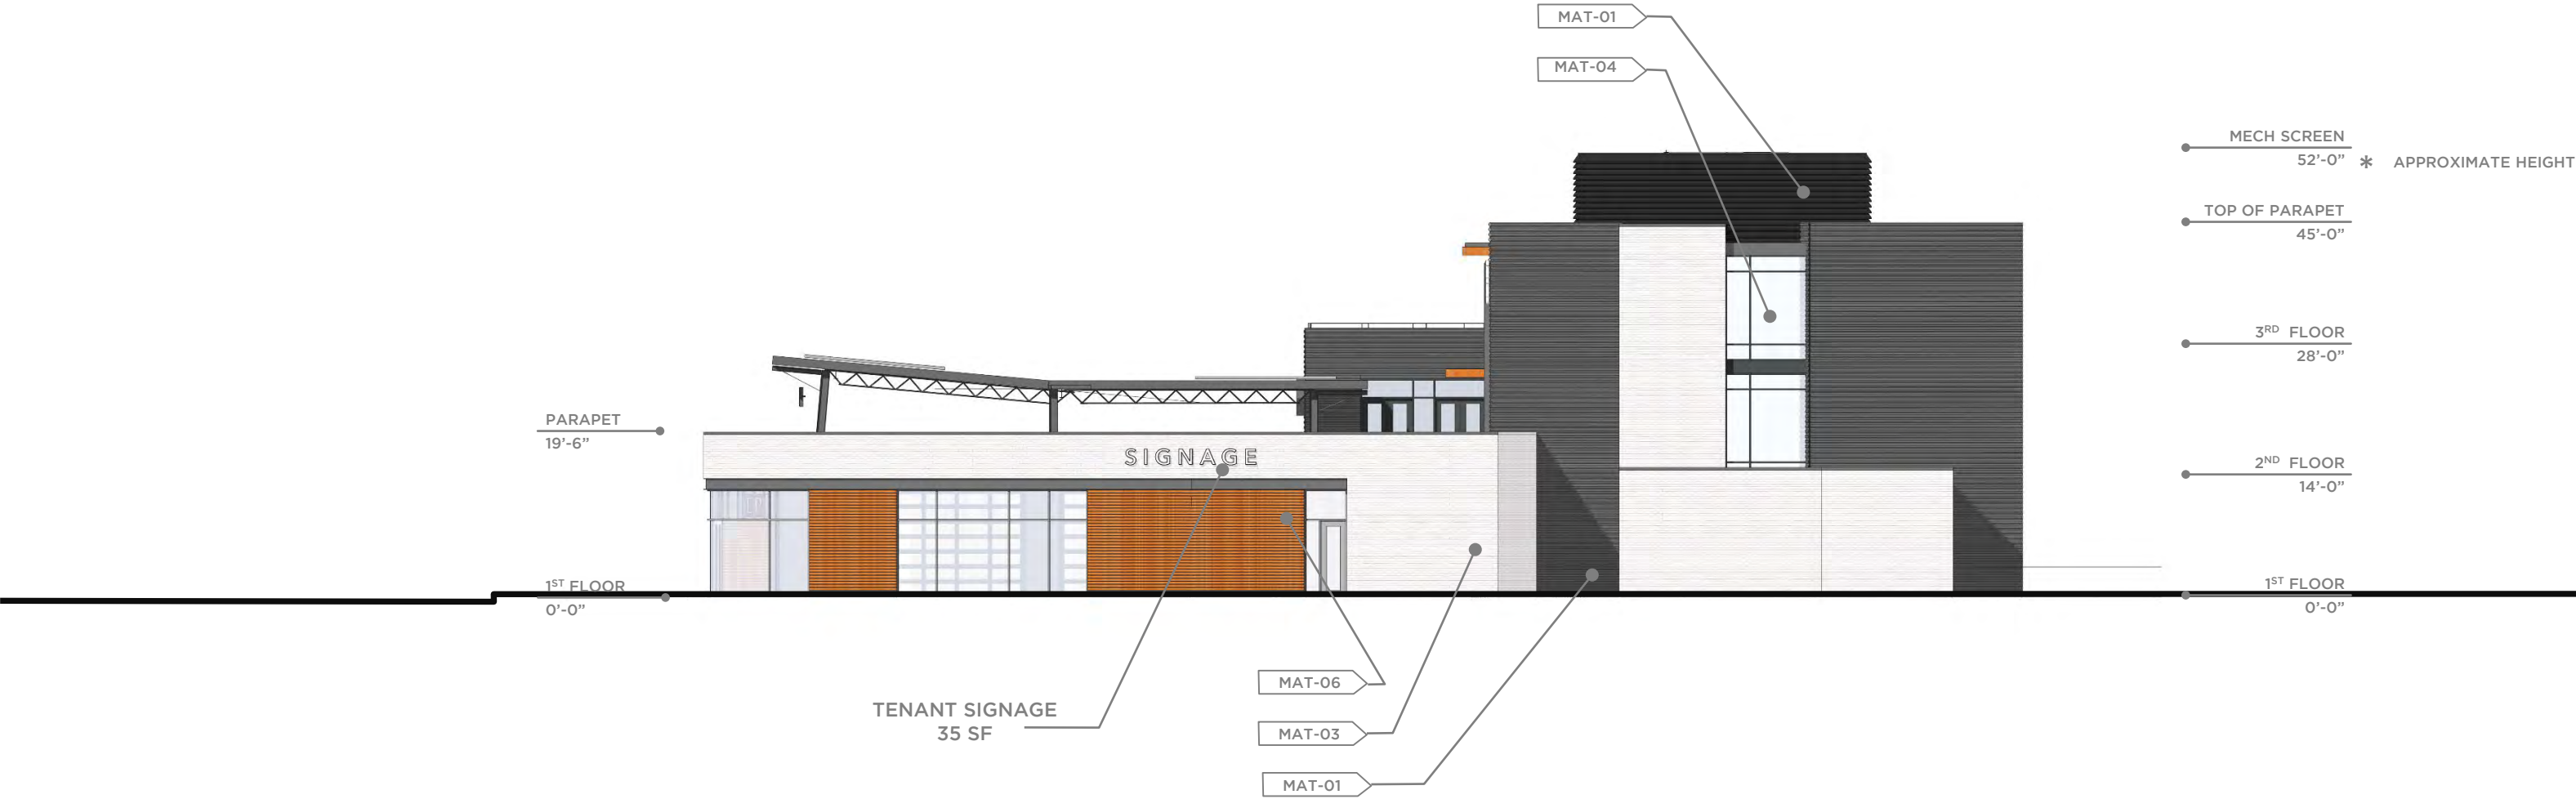 MAT-01
MAT-04
MECH SCREEN
52’-0” * APPROXIMATE HEIGHT
TOP OF PARAPET
45’-0”
3RD FLOOR
28’-0”
PARAPET
19’-6”
SIGNAGE
2ND FLOOR
14’-0”
1ST FLOOR
0’-0”
1ST FLOOR
0’-0”
MAT-06
TENANT SIGNAGE
35 SF
MAT-03
MAT-01